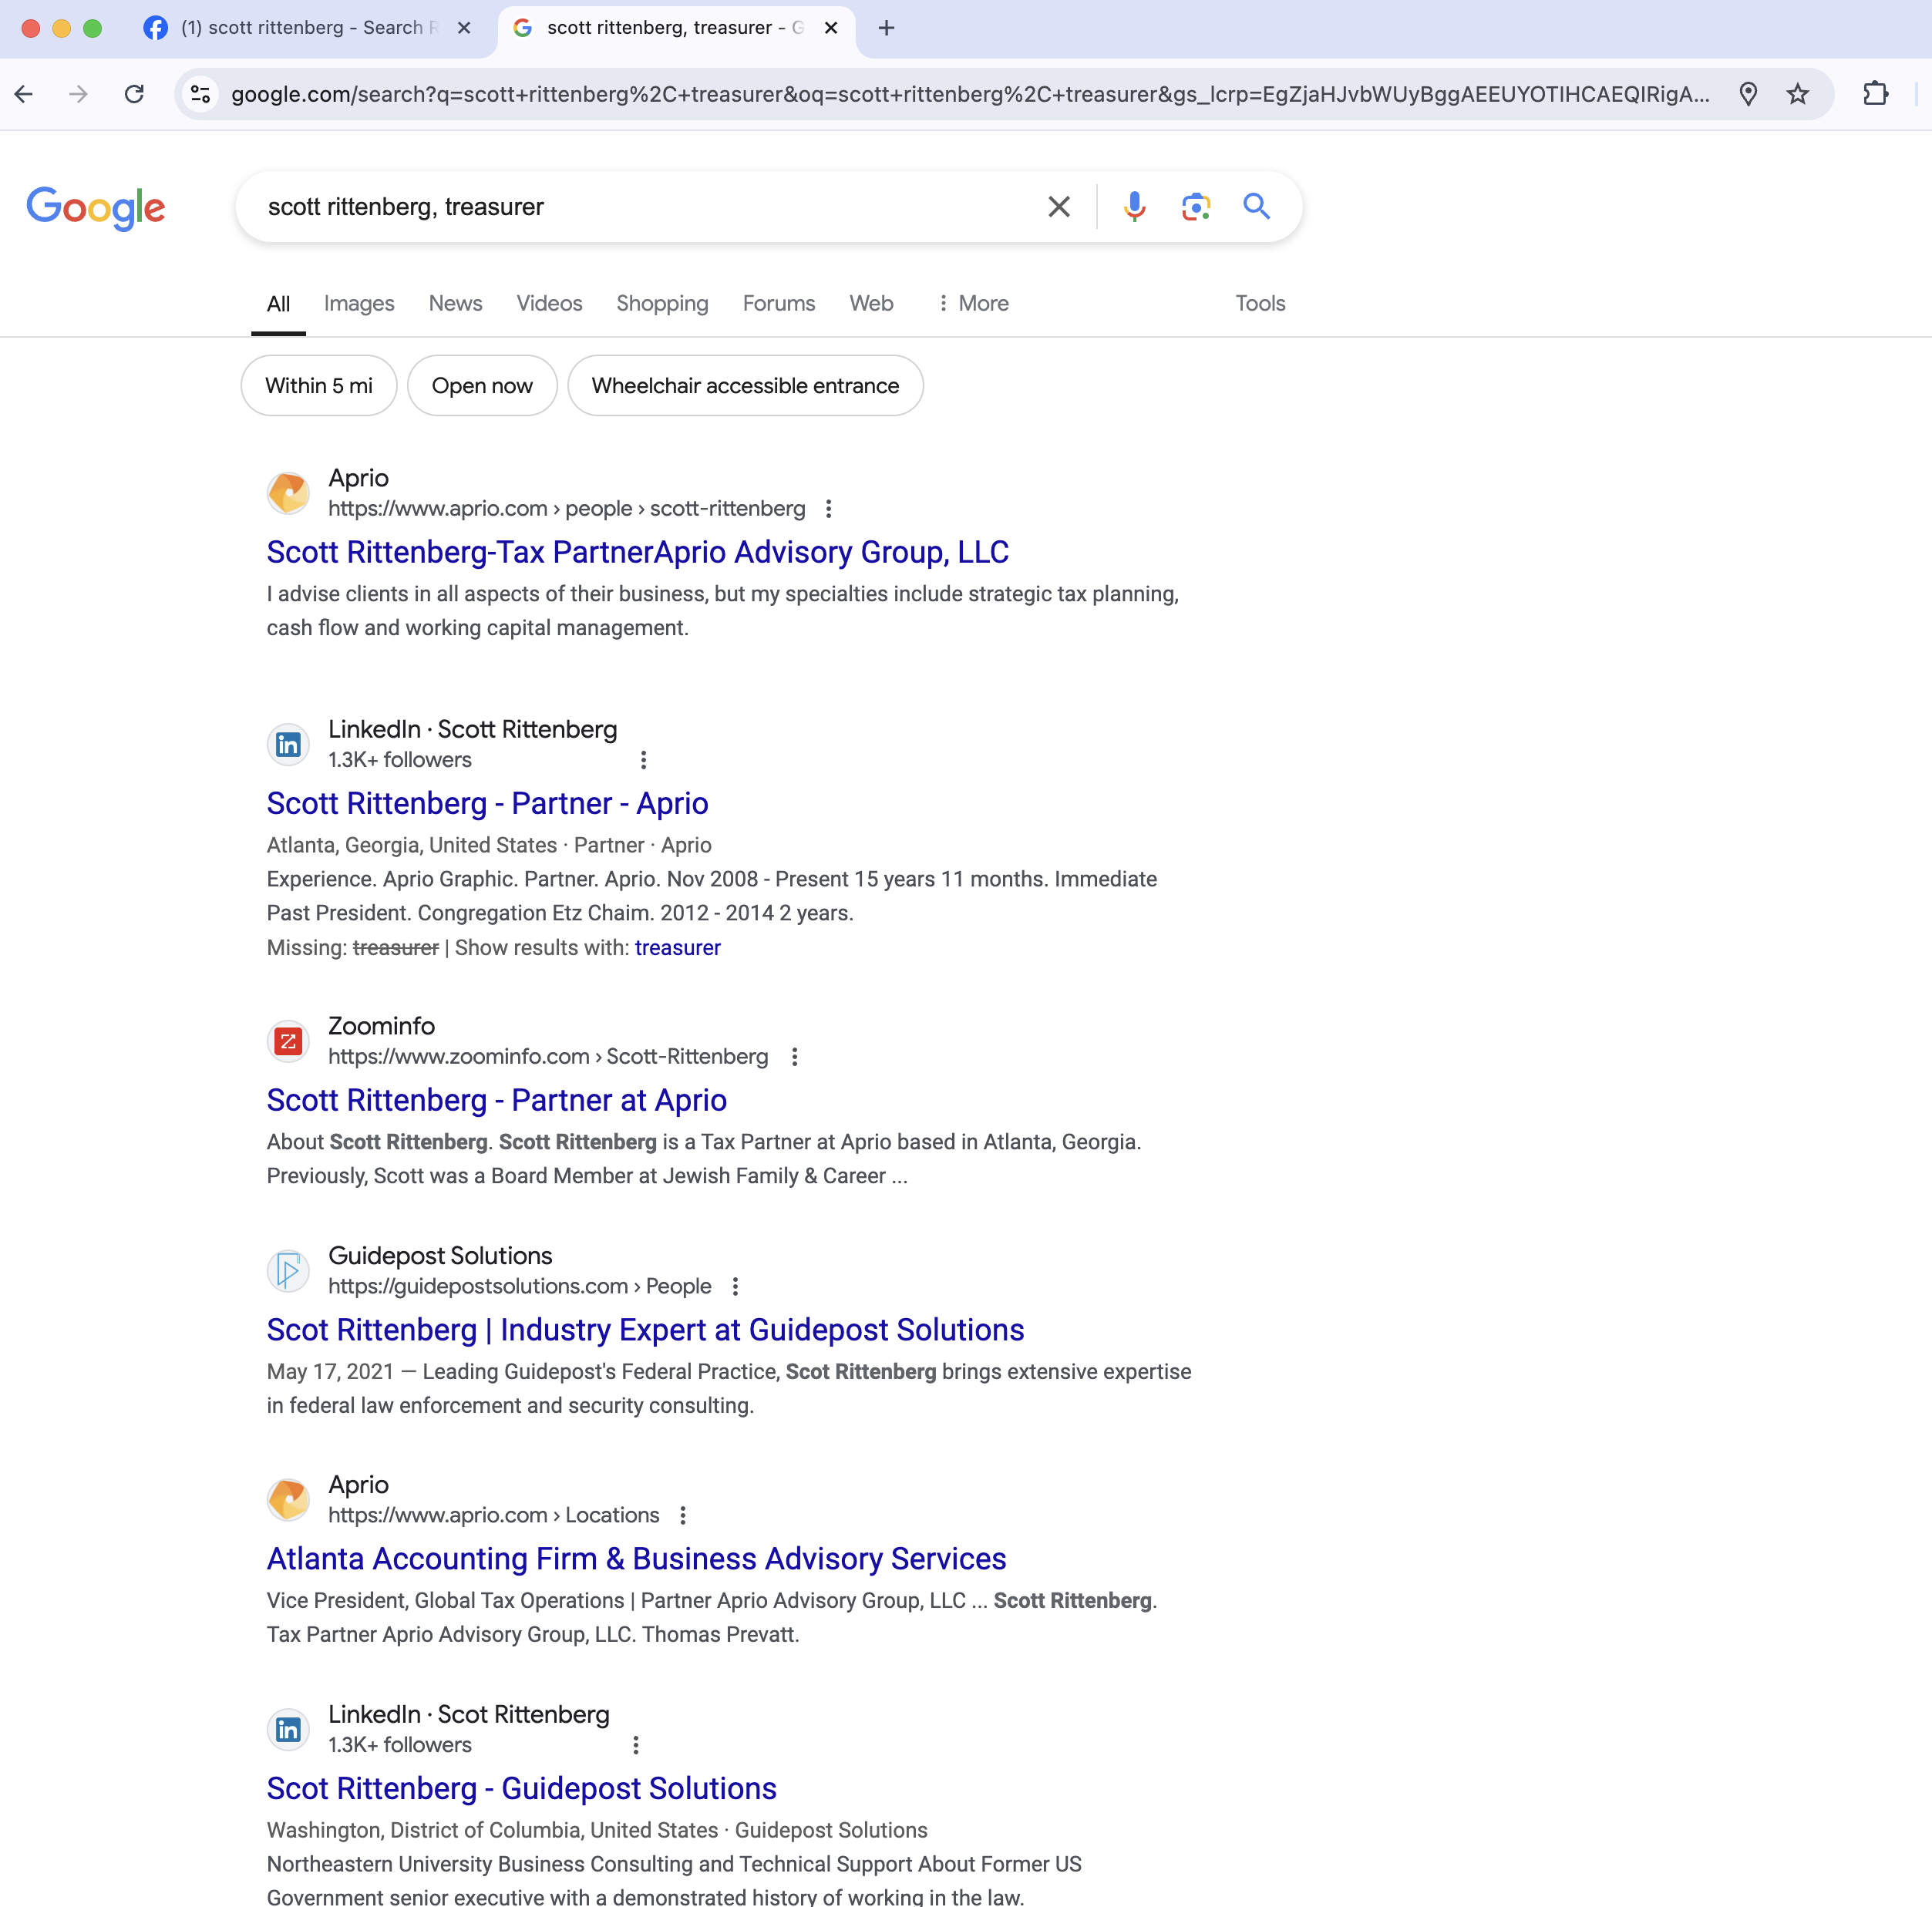 (1) scott rittenberg - Search
scott rittenberg, treasurer - G
google.com/search?q=scott+rittenberg%2C+treasurer&oq=scott+rittenberg%2C+treasurer&gs_lcrp=EgZjaHJvbWUyBggAEEUYOTIHCAEQIRigA...
Google
scott rittenberg, treasurer
All Images News Videos Shopping Forums Web More Tools
Within 5 mi Open now Wheelchair accessible entrance
Aprio
https://www.aprio.com › people › scott-rittenberg
Scott Rittenberg-Tax PartnerAprio Advisory Group, LLC
I advise clients in all aspects of their business, but my specialties include strategic tax planning,
cash flow and working capital management.
LinkedIn · Scott Rittenberg
1.3K+ followers
Scott Rittenberg - Partner - Aprio
Atlanta, Georgia, United States · Partner · Aprio
Experience. Aprio Graphic. Partner. Aprio. Nov 2008 - Present 15 years 11 months. Immediate
Past President. Congregation Etz Chaim. 2012 - 2014 2 years.
Missing: treasurer | Show results with: treasurer
Zoominfo
https://www.zoominfo.com › Scott-Rittenberg
Scott Rittenberg - Partner at Aprio
About Scott Rittenberg. Scott Rittenberg is a Tax Partner at Aprio based in Atlanta, Georgia.
Previously, Scott was a Board Member at Jewish Family & Career ...
Guidepost Solutions
https://guidepostsolutions.com › People
Scot Rittenberg | Industry Expert at Guidepost Solutions
May 17, 2021 — Leading Guidepost's Federal Practice, Scot Rittenberg brings extensive expertise
in federal law enforcement and security consulting.
Aprio
https://www.aprio.com › Locations
Atlanta Accounting Firm & Business Advisory Services
Vice President, Global Tax Operations | Partner Aprio Advisory Group, LLC ... Scott Rittenberg.
Tax Partner Aprio Advisory Group, LLC. Thomas Prevatt.
LinkedIn · Scot Rittenberg
1.3K+ followers
Scot Rittenberg - Guidepost Solutions
Washington, District of Columbia, United States · Guidepost Solutions
Northeastern University Business Consulting and Technical Support About Former US
Government senior executive with a demonstrated history of working in the law.